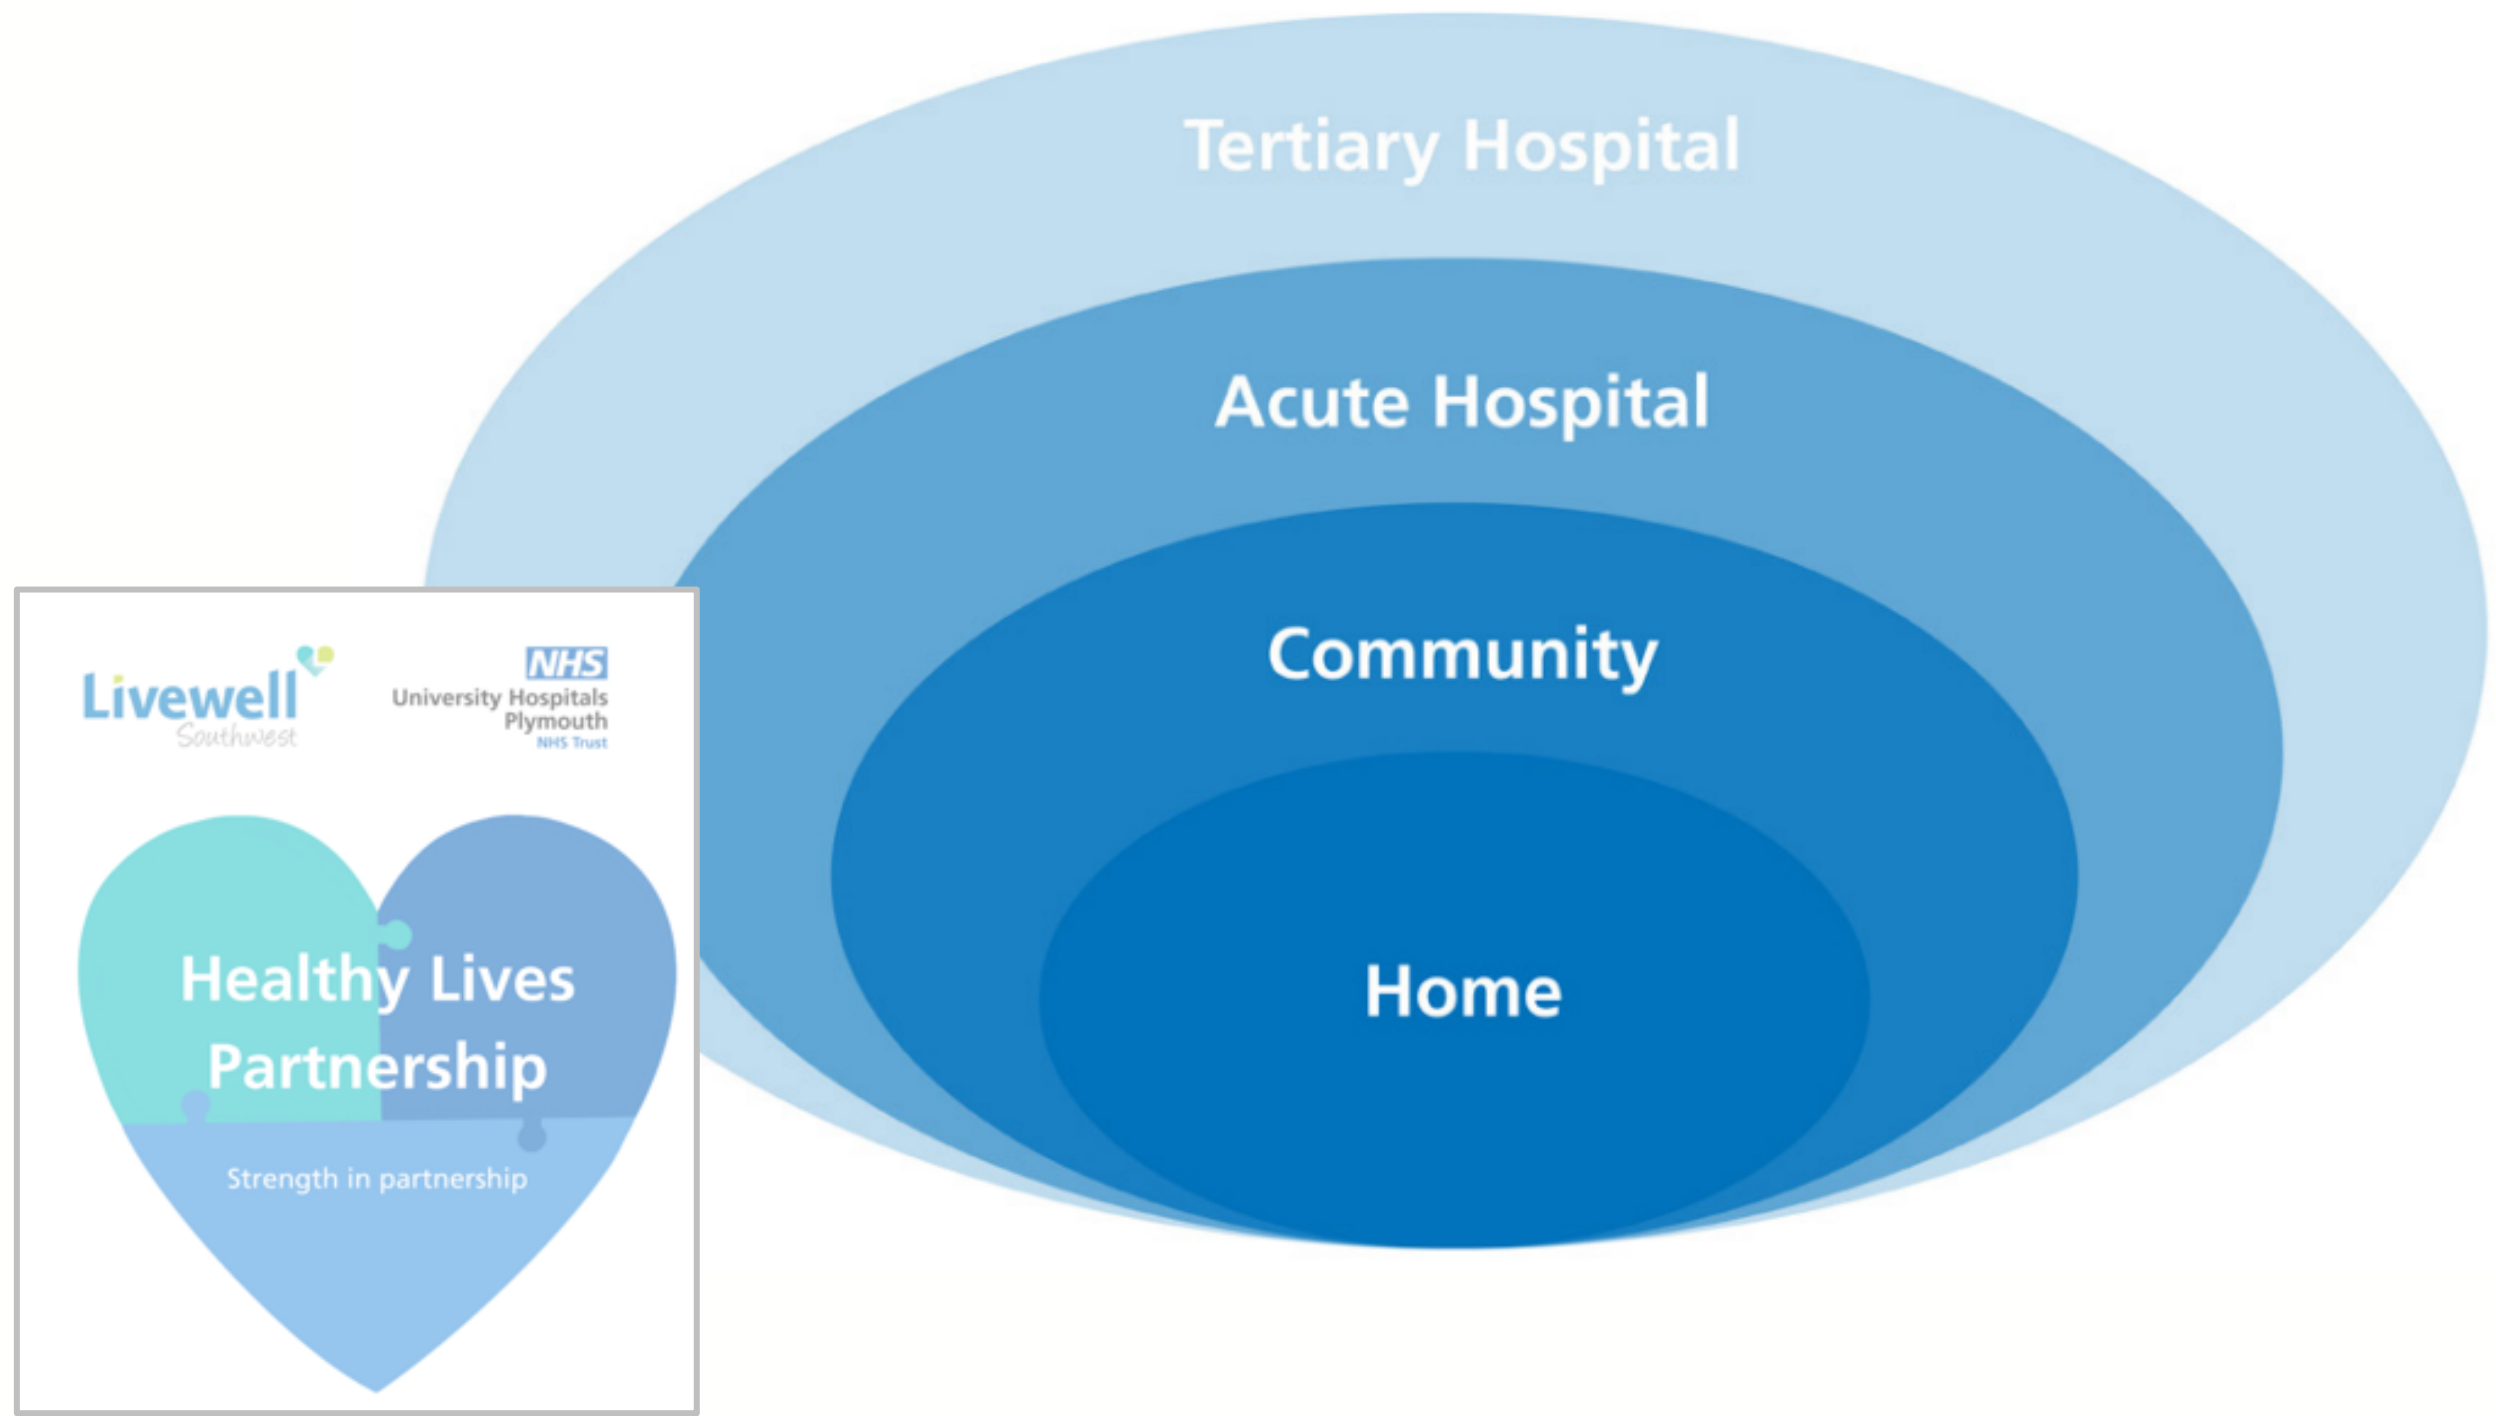 Tertiary Hospital
Acute Hospital
Community
Home
Livewell
Southwest
NHS
University Hospitals
Plymouth
NHS Trust
Healthy Lives
Partnership
Strength in partnership